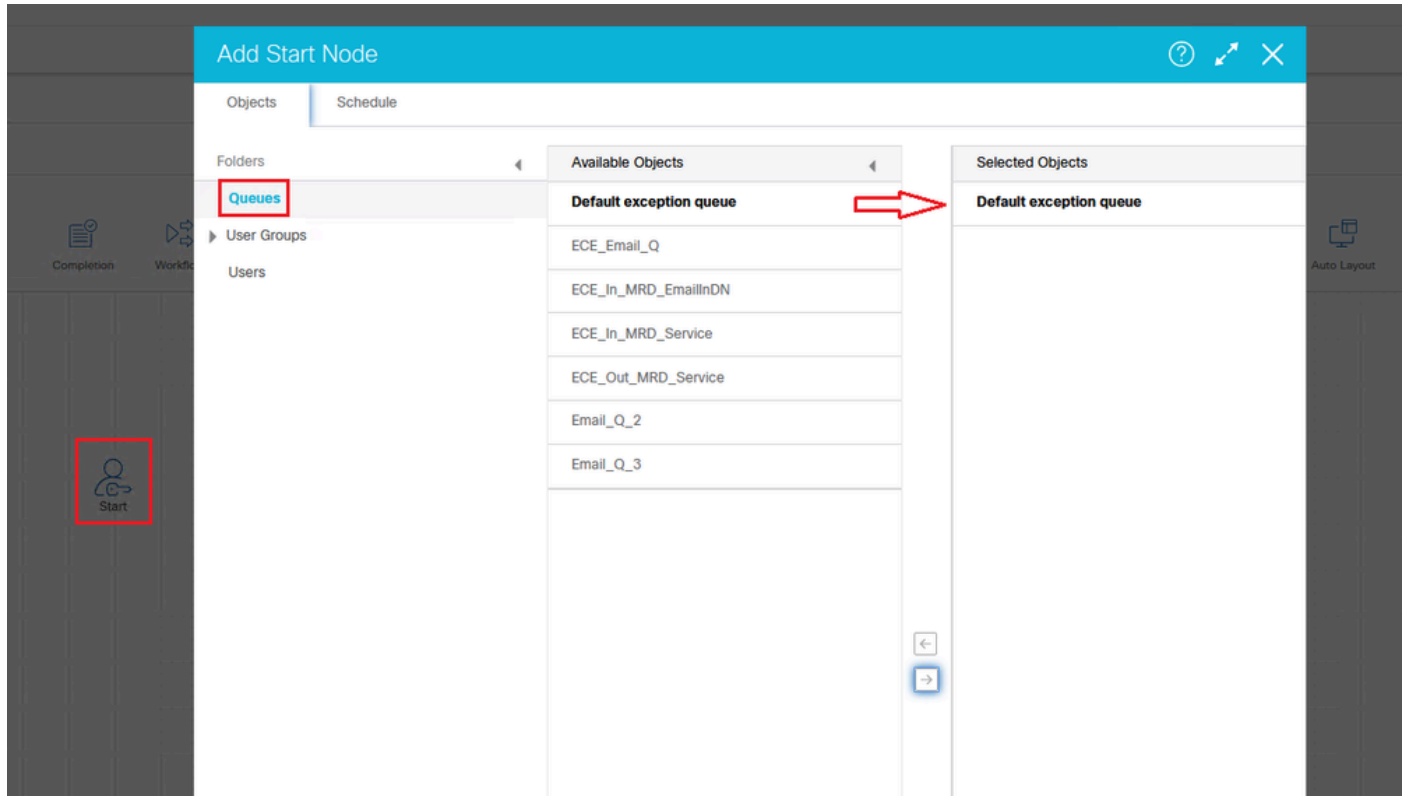 Add Start Node
Objects
Schedule
Folders
Queues
User Groups
Users
Available Objects
Default exception queue
ECE_Email_Q
ECE_In_MRD_EmailInDN
ECE_In_MRD_Service
ECE_Out_MRD_Service
Email_Q_2
Email_Q_3
Selected Objects
Default exception queue
Completion
Workflo
Auto Layout
Start